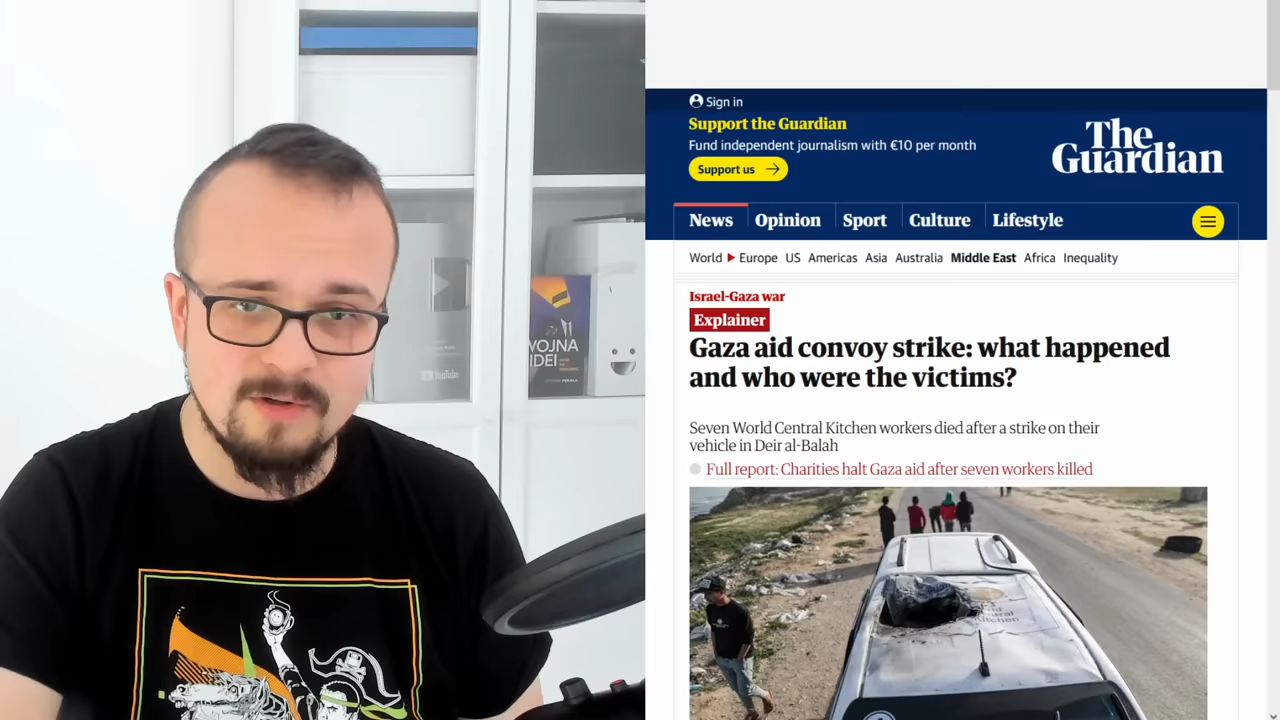 YouTube
WOJNA
IDEI
Sign in
Support the Guardian
Fund independent journalism with €10 per month
Support us
The
Guardian
News Opinion Sport Culture Lifestyle
World Europe US Americas Asia Australia Middle East Africa Inequality
Israel-Gaza war
Explainer
Gaza aid convoy strike: what happened
and who were the victims?
Seven World Central Kitchen workers died after a strike on their
vehicle in Deir al-Balah
Full report: Charities halt Gaza aid after seven workers killed
Kitchen